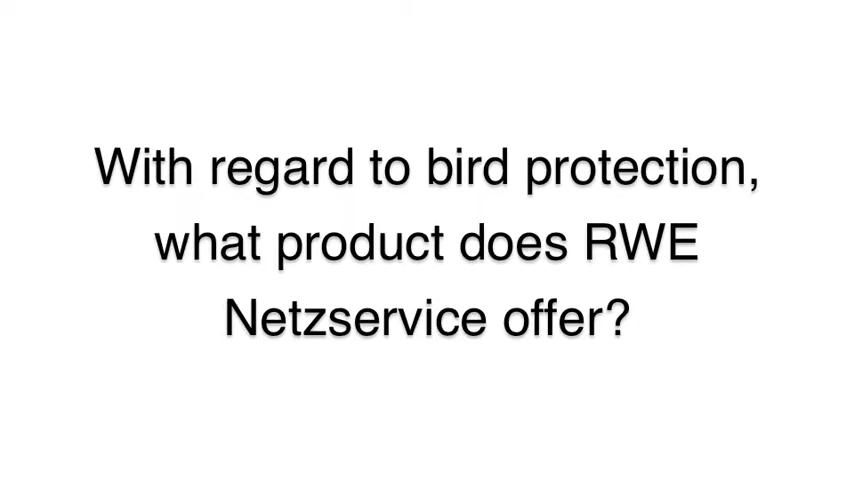 With regard to bird protection,
what product does RWE
Netzservice offer?